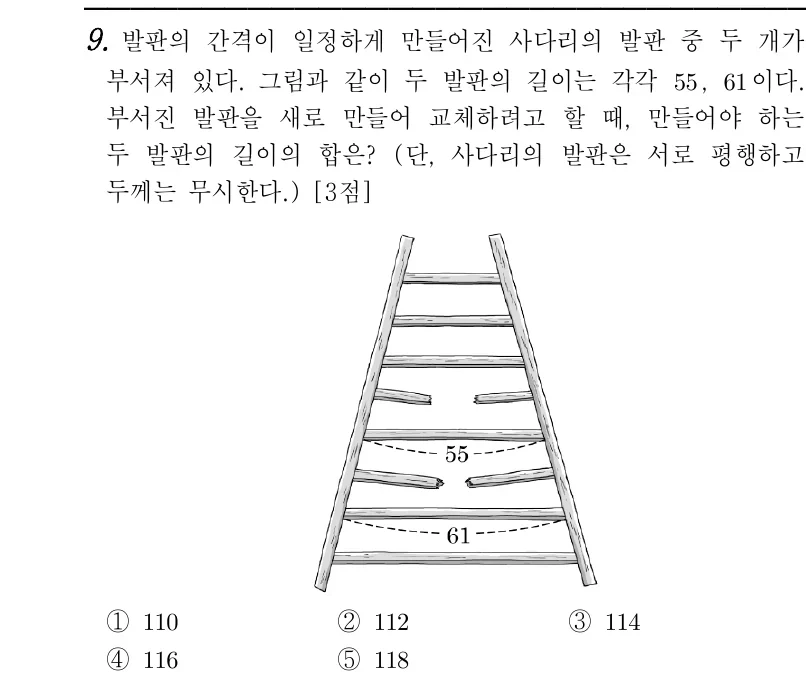 9. 발판의 간격이 일정하게 만들어진 사다리의 발판 중 두 개가
부서져 있다. 그림과 같이 두 발판의 길이는 각각 55, 61이다.
부서진 발판을 새로 만들어 교체하려고 할 때, 만들어야 하는
두 발판의 길이의 합은? (단, 사다리의 발판은 서로 평행하고
두께는 무시한다.) [3점]
55
61
① 110 ② 112 ③ 114
④ 116 ⑤ 118